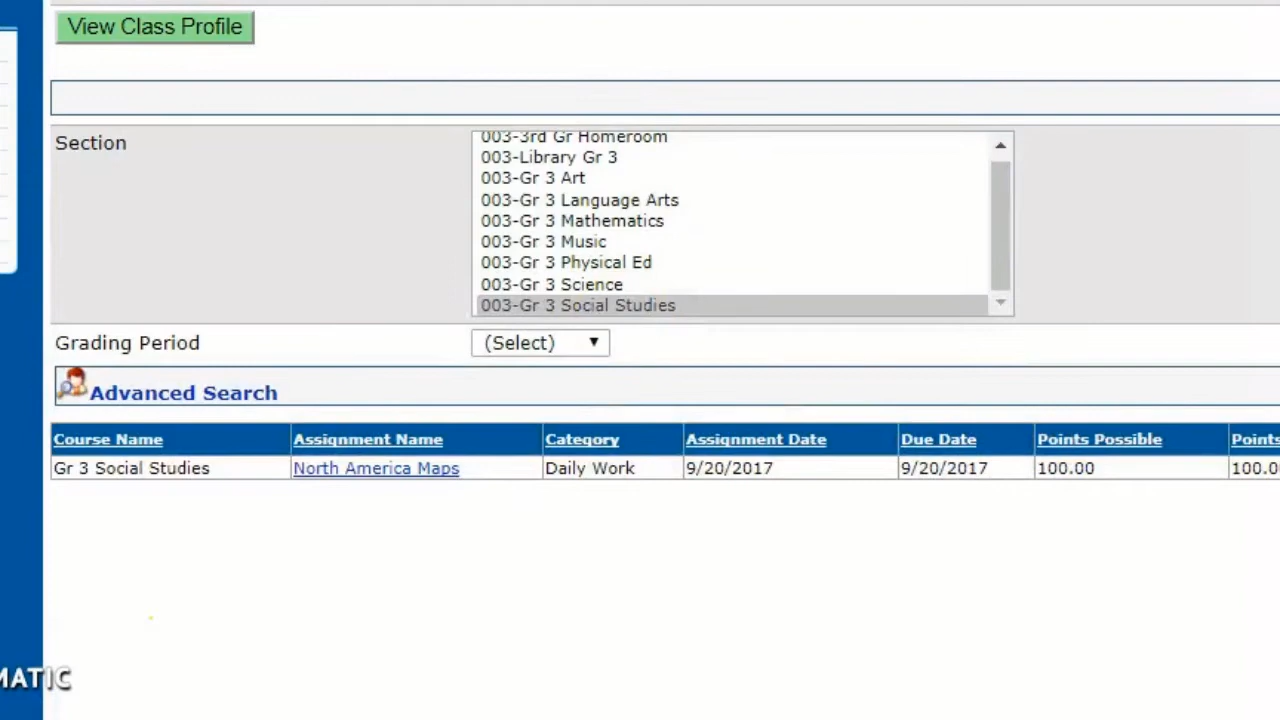 View Class Profile
Section
003-3rd Gr Homeroom
003-Library Gr 3
003-Gr 3 Art
003-Gr 3 Language Arts
003-Gr 3 Mathematics
003-Gr 3 Music
003-Gr 3 Physical Ed
003-Gr 3 Science
003-Gr 3 Social Studies
Grading Period (Select)
Advanced Search
Course Name Assignment Name Category Assignment Date Due Date Points Possible Points
Gr 3 Social Studies North America Maps Daily Work 9/20/2017 9/20/2017 100.00 100.0
MATIC